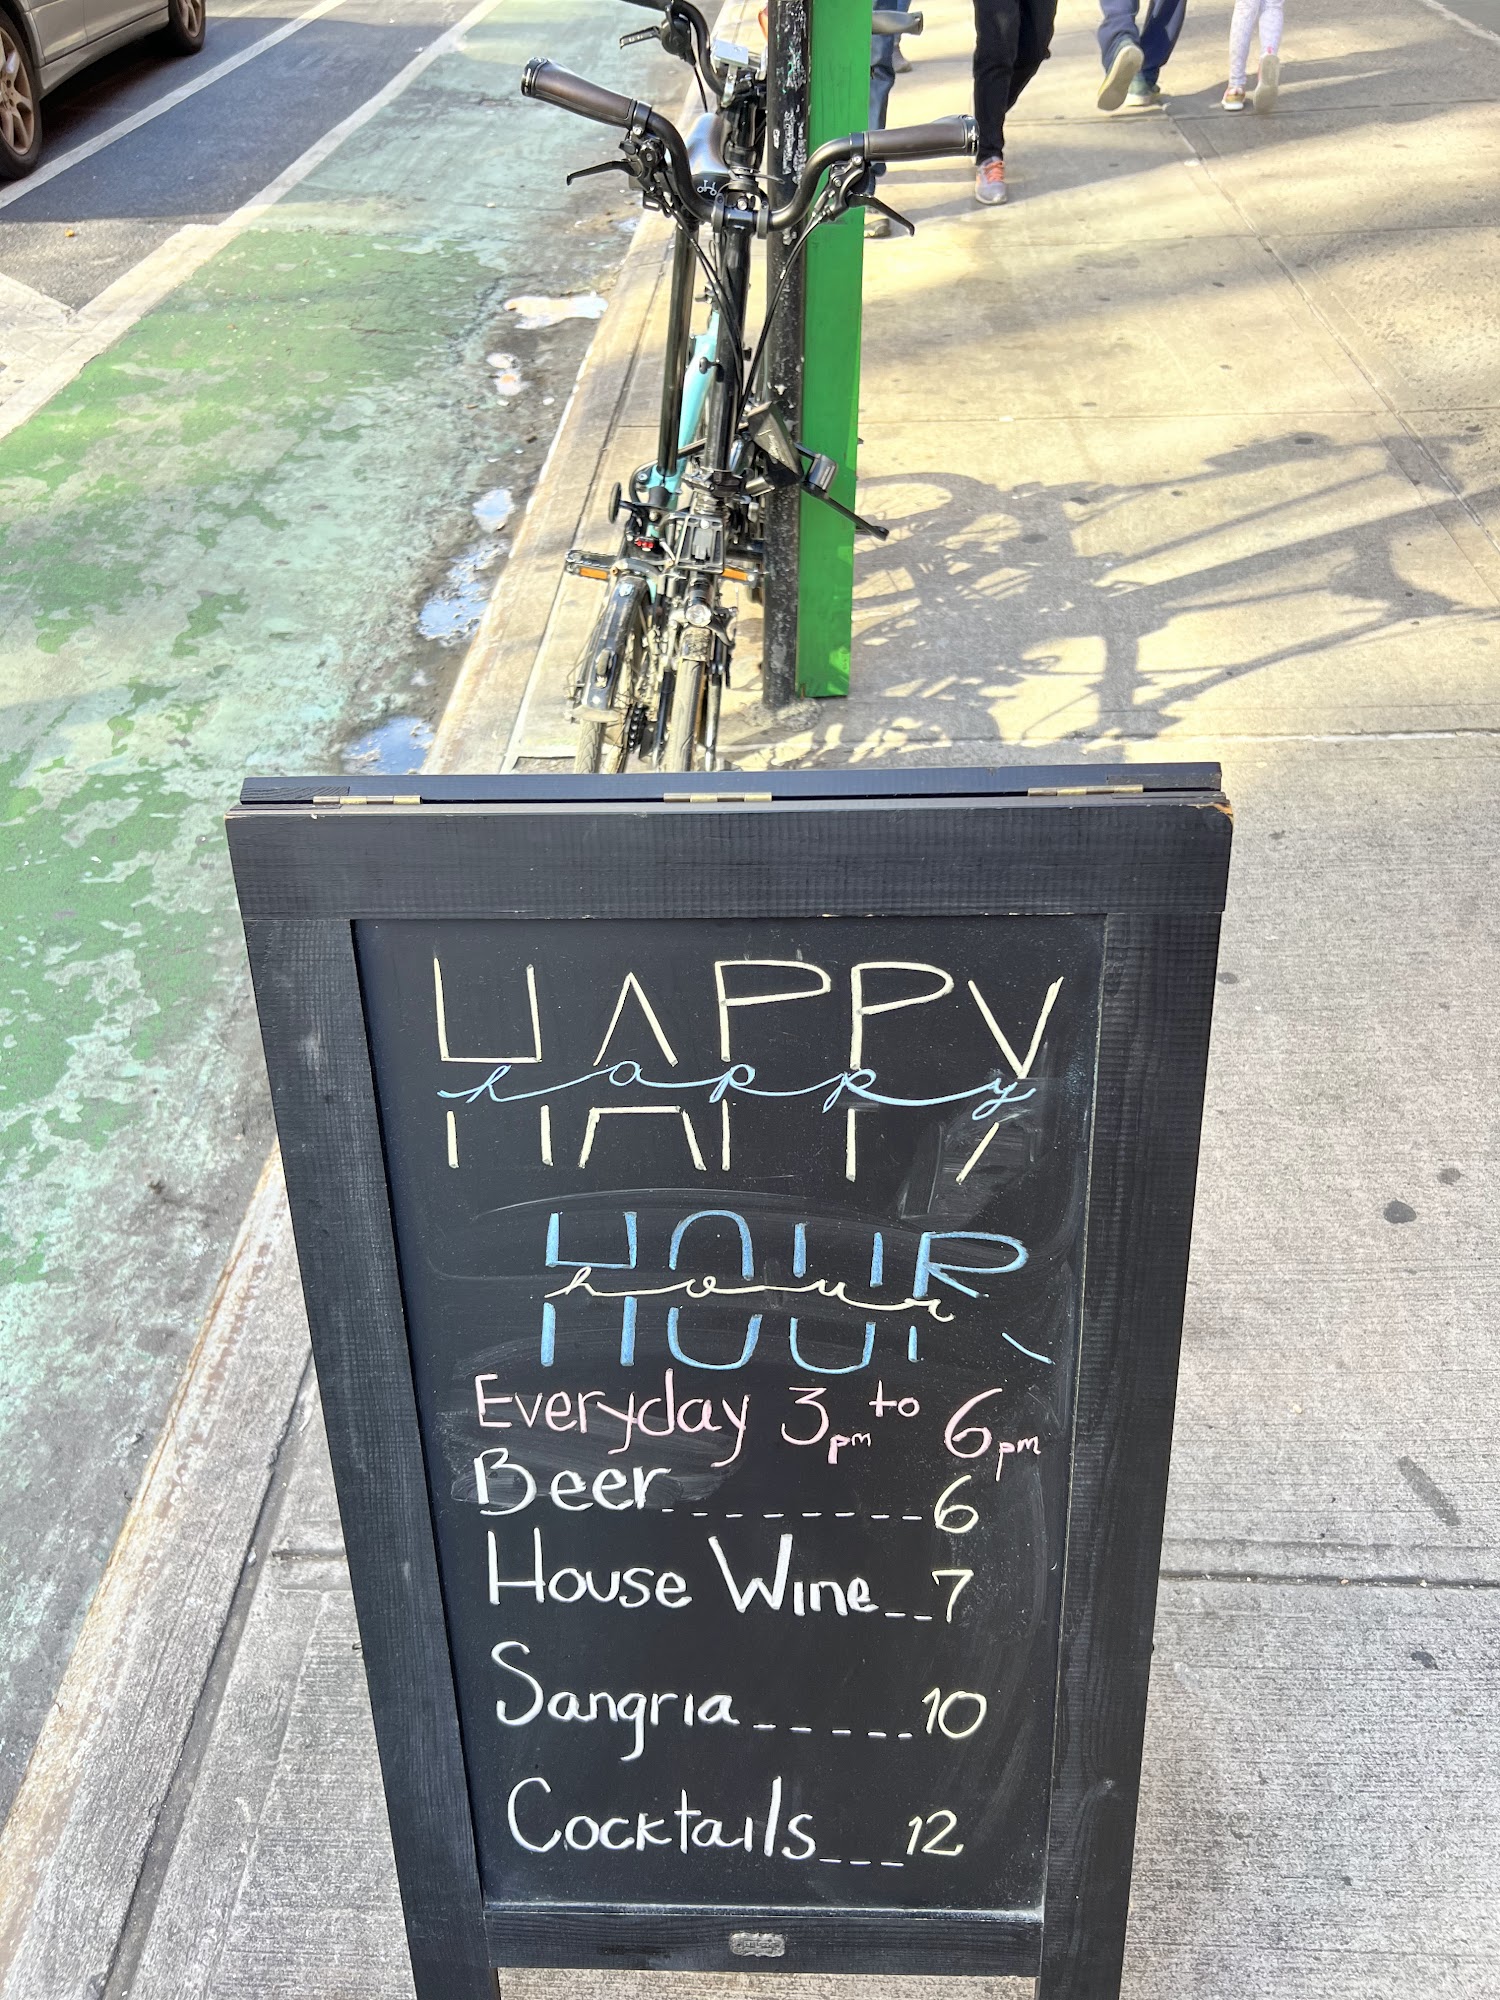 HAPPY
happy
HOUR
hour
Everyday 3pm to 6pm
Beer 6
House Wine 7
Sangria 10
Cocktails 12